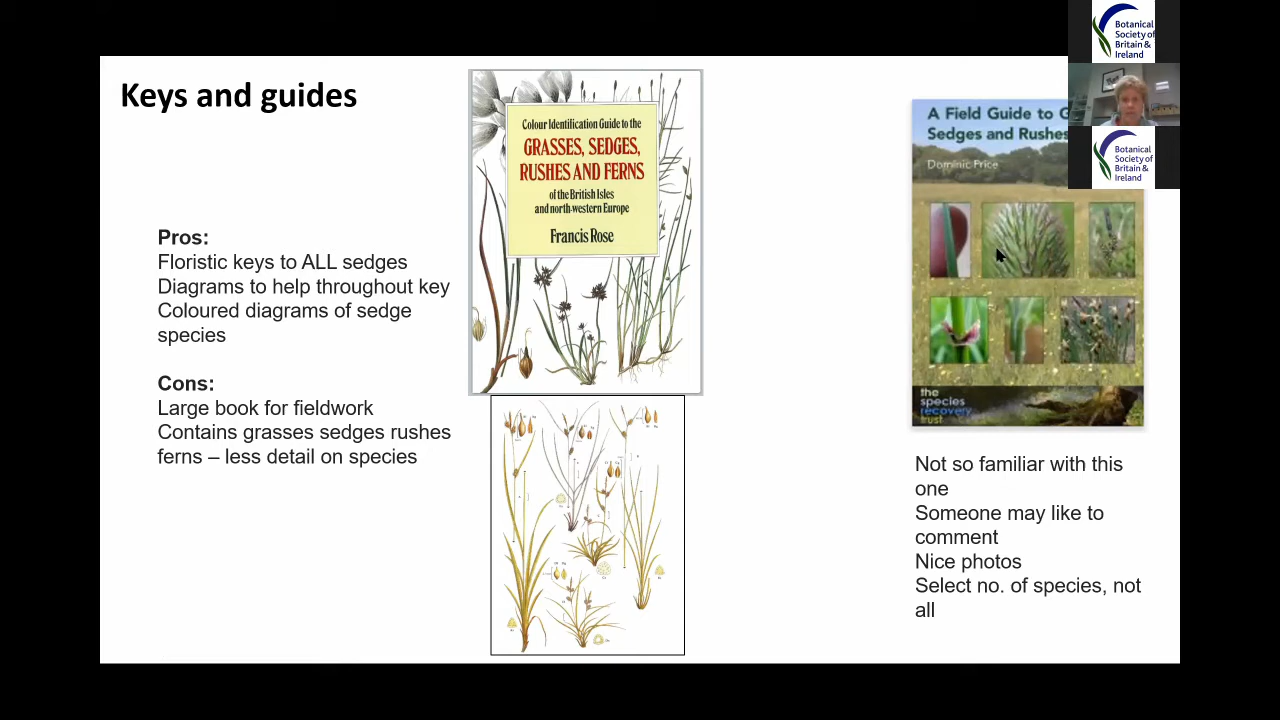 Keys and guides
Pros:
Floristic keys to ALL sedges
Diagrams to help throughout key
Coloured diagrams of sedge
species
Cons:
Large book for fieldwork
Contains grasses sedges rushes
ferns – less detail on species
Colour Identification Guide to the
GRASSES, SEDGES,
RUSHES AND FERNS
of the British Isles
and north-western Europe
Francis Rose
A Field Guide to G
Sedges and Rushes
Dominic Price
the
species
recovery
trust
Not so familiar with this
one
Someone may like to
comment
Nice photos
Select no. of species, not
all
Botanical
Society of
Britain &
Ireland
Botanical
Society of
Britain &
Ireland